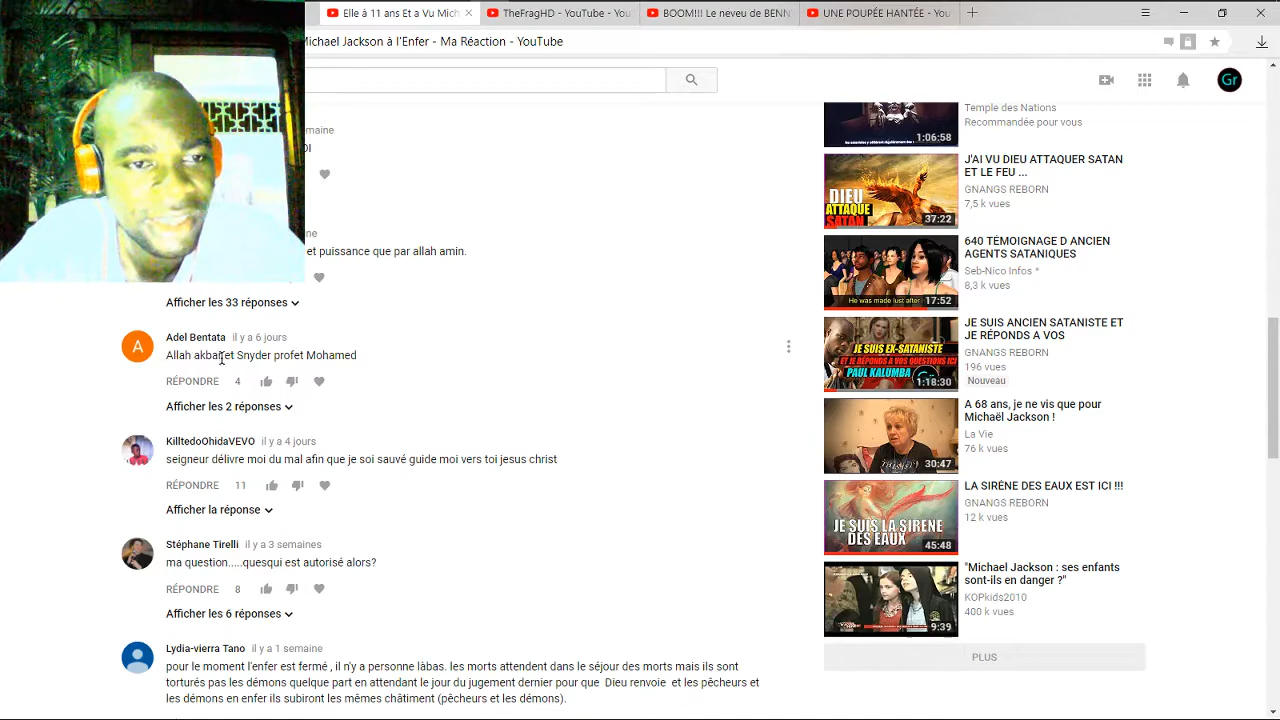 Elle à 11 ans Et a Vu Mich
TheFrapHop - YouTube - You
BOOM!!! Le neveu de BENN
UNE POUPÉE HANTÉE - You
Michael Jackson à l'Enfer - Ma Réaction - YouTube
Gr
emaine
DI
ne
et puissance que par allah amin.
Afficher les 33 réponses
A
Adel Bentata il y a 6 jours
Allah akbar et Snyder profet Mohamed
RÉPONDRE 4
Afficher les 2 réponses
KilltedoOhidaVEVO il y a 4 jours
seigneur délivre moi du mal afin que je soi sauvé guide moi vers toi jesus christ
RÉPONDRE 11
Afficher la réponse
Stéphane Tirelli il y a 3 semaines
ma question.....quesqui est autorisé alors?
RÉPONDRE 8
Afficher les 6 réponses
Lydia-vierra Tano il y a 1 semaine
pour le moment l'enfer est fermé , il n'y a personne làbas. les morts attendent dans le séjour des morts mais ils sont
torturés pas les démons quelque part en attendant le jour du jugement dernier pour que Dieu renvoie et les pêcheurs et
les démons en enfer ils subiront les mêmes châtiment (pêcheurs et les démons).
Temple des Nations
Recommandée pour vous
1:06:58
J'AI VU DIEU ATTAQUER SATAN
ET LE FEU ...
GNANGS REBORN
7,5 k vues
DIEU
ATTAQUE
SATAN
37:22
640 TÉMOIGNAGE D ANCIEN
AGENTS SATANIQUES
Seb-Nico Infos *
8,3 k vues
He was made lust after
17:52
JE SUIS ANCIEN SATANISTE ET
JE RÉPONDS A VOS
GNANGS REBORN
196 vues
Nouveau
JE SUIS EX-SATANISTE
ET JE RÉPONDS A VOS QUESTIONS ICI
PAUL KALUMBA
1:18:30
A 68 ans, je ne vis que pour
Michaël Jackson !
La Vie
76 k vues
30:47
LA SIRÈNE DES EAUX EST ICI !!!
GNANGS REBORN
12 k vues
JE SUIS LA SIRENE
DES EAUX
45:48
"Michael Jackson : ses enfants
sont-ils en danger ?"
KOPkids2010
400 k vues
9:39
PLUS